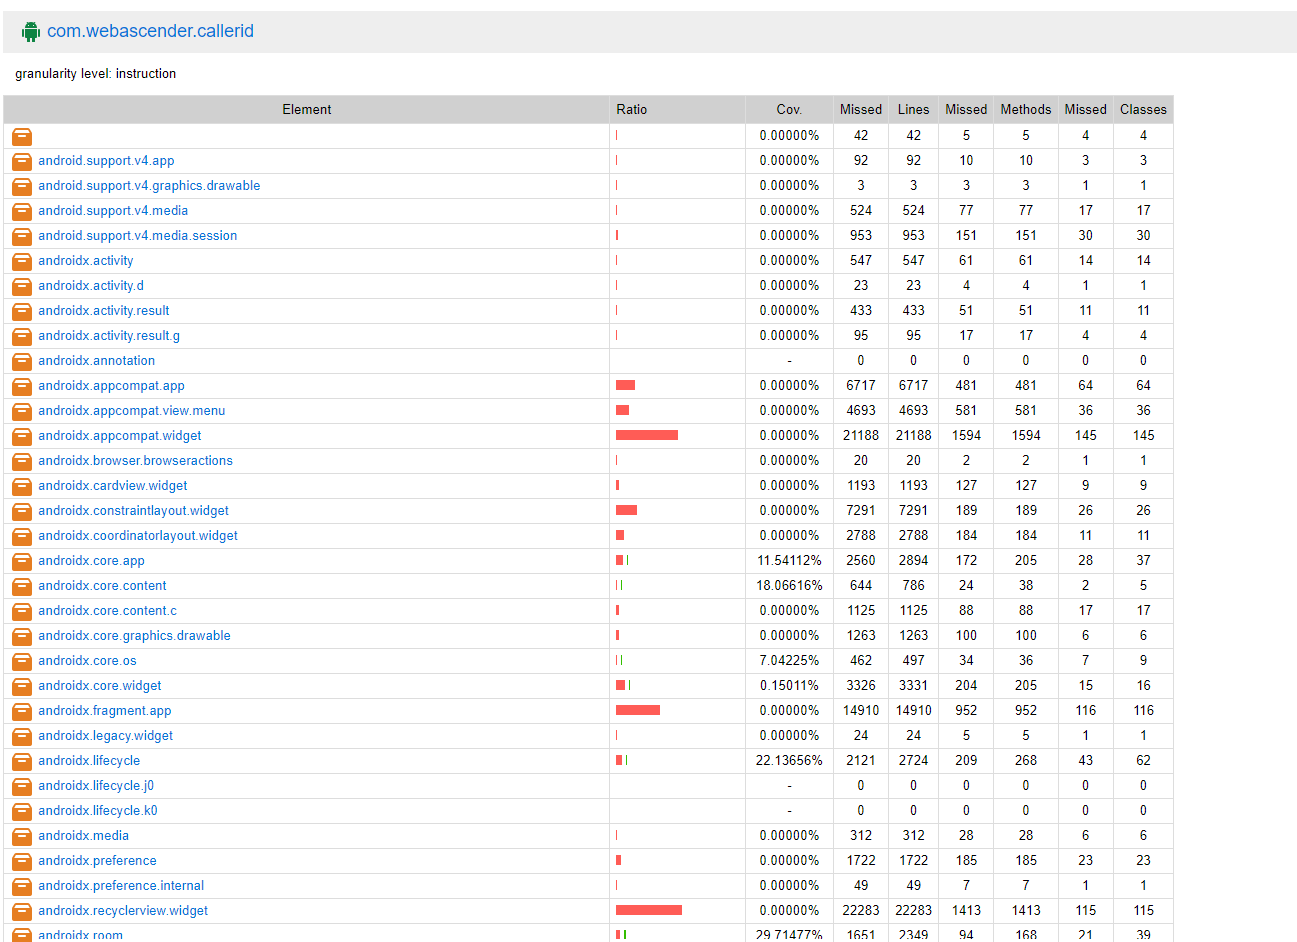 com.webascender.callerid
granularity level: instruction
Element Ratio Cov. Missed Lines Missed Methods Missed Classes
0.00000% 42 42 5 5 4 4
android.support.v4.app 0.00000% 92 92 10 10 3 3
android.support.v4.graphics.drawable 0.00000% 3 3 3 3 1 1
android.support.v4.media 0.00000% 524 524 77 77 17 17
android.support.v4.media.session 0.00000% 953 953 151 151 30 30
androidx.activity 0.00000% 547 547 61 61 14 14
androidx.activity.d 0.00000% 23 23 4 4 1 1
androidx.activity.result 0.00000% 433 433 51 51 11 11
androidx.activity.result.g 0.00000% 95 95 17 17 4 4
androidx.annotation - 0 0 0 0 0 0
androidx.appcompat.app 0.00000% 6717 6717 481 481 64 64
androidx.appcompat.view.menu 0.00000% 4693 4693 581 581 36 36
androidx.appcompat.widget 0.00000% 21188 21188 1594 1594 145 145
androidx.browser.browseractions 0.00000% 20 20 2 2 1 1
androidx.cardview.widget 0.00000% 1193 1193 127 127 9 9
androidx.constraintlayout.widget 0.00000% 7291 7291 189 189 26 26
androidx.coordinatorlayout.widget 0.00000% 2788 2788 184 184 11 11
androidx.core.app 11.54112% 2560 2894 172 205 28 37
androidx.core.content 18.06616% 644 786 24 38 2 5
androidx.core.content.c 0.00000% 1125 1125 88 88 17 17
androidx.core.graphics.drawable 0.00000% 1263 1263 100 100 6 6
androidx.core.os 7.04225% 462 497 34 36 7 9
androidx.core.widget 0.15011% 3326 3331 204 205 15 16
androidx.fragment.app 0.00000% 14910 14910 952 952 116 116
androidx.legacy.widget 0.00000% 24 24 5 5 1 1
androidx.lifecycle 22.13656% 2121 2724 209 268 43 62
androidx.lifecycle.j0 - 0 0 0 0 0 0
androidx.lifecycle.k0 - 0 0 0 0 0 0
androidx.media 0.00000% 312 312 28 28 6 6
androidx.preference 0.00000% 1722 1722 185 185 23 23
androidx.preference.internal 0.00000% 49 49 7 7 1 1
androidx.recyclerview.widget 0.00000% 22283 22283 1413 1413 115 115
androidx.room 29.71477% 1651 2349 94 168 21 39